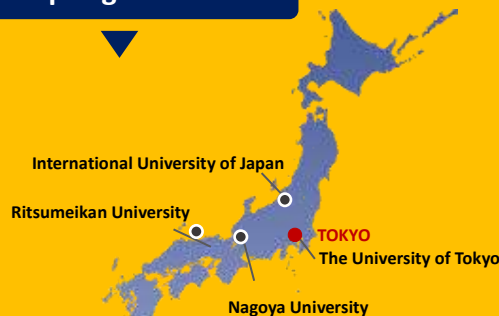 International University of Japan
Ritsumeikan University
TOKYO
The University of Tokyo
Nagoya University